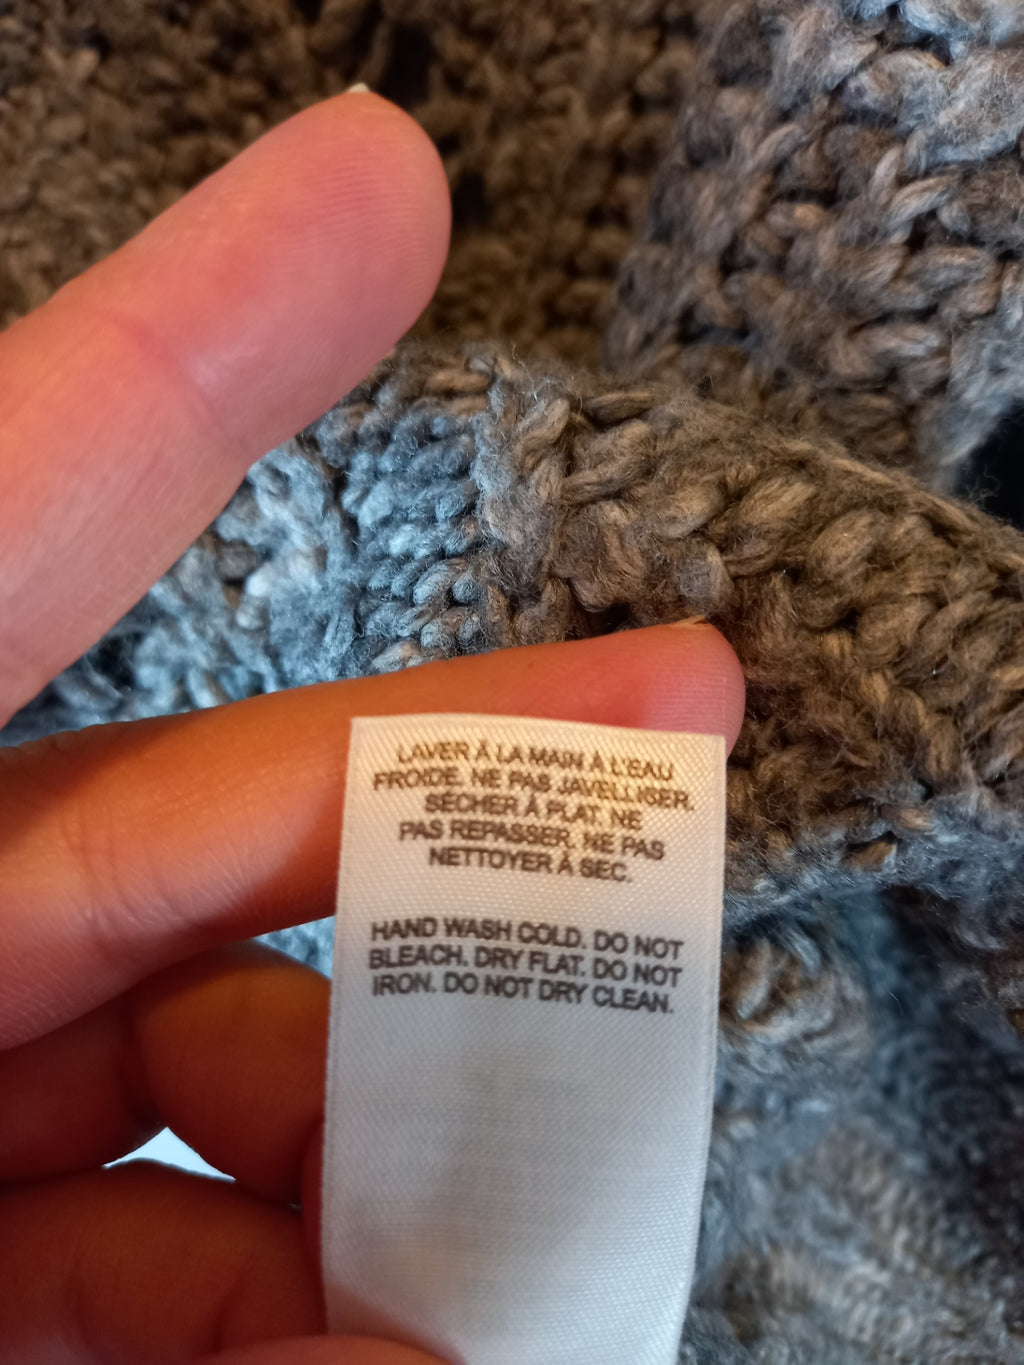 LAVER À LA MAIN À L'EAU
FROIDE. NE PAS JAVELLISER.
SÉCHER À PLAT. NE
PAS REPASSER. NE PAS
NETTOYER À SEC.
HAND WASH COLD. DO NOT
BLEACH. DRY FLAT. DO NOT
IRON. DO NOT DRY CLEAN.